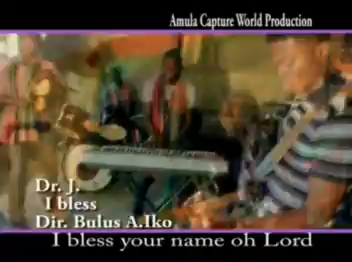 Amula Capture World Production
Dr. J.
I bless
Dir. Bulus A.Iko
I bless your name oh Lord